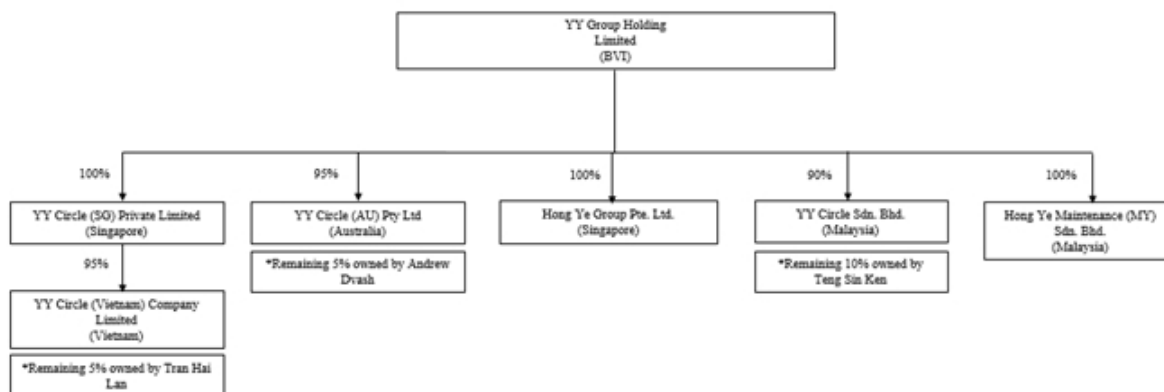 YY Group Holding
Limited
(BVI)
100%
95%
100%
90%
100%
YY Circle (SG) Private Limited
(Singapore)
YY Circle (AU) Pty Ltd
(Australia)
Hong Ye Group Pte. Ltd.
(Singapore)
YY Circle Sdn. Bhd.
(Malaysia)
Hong Ye Maintenance (MY)
Sdn. Bhd.
(Malaysia)
*Remaining 5% owned by Andrew
Dvash
*Remaining 10% owned by
Teng Sin Ken
95%
YY Circle (Vietnam) Company
Limited
(Vietnam)
*Remaining 5% owned by Tran Hai
Lan